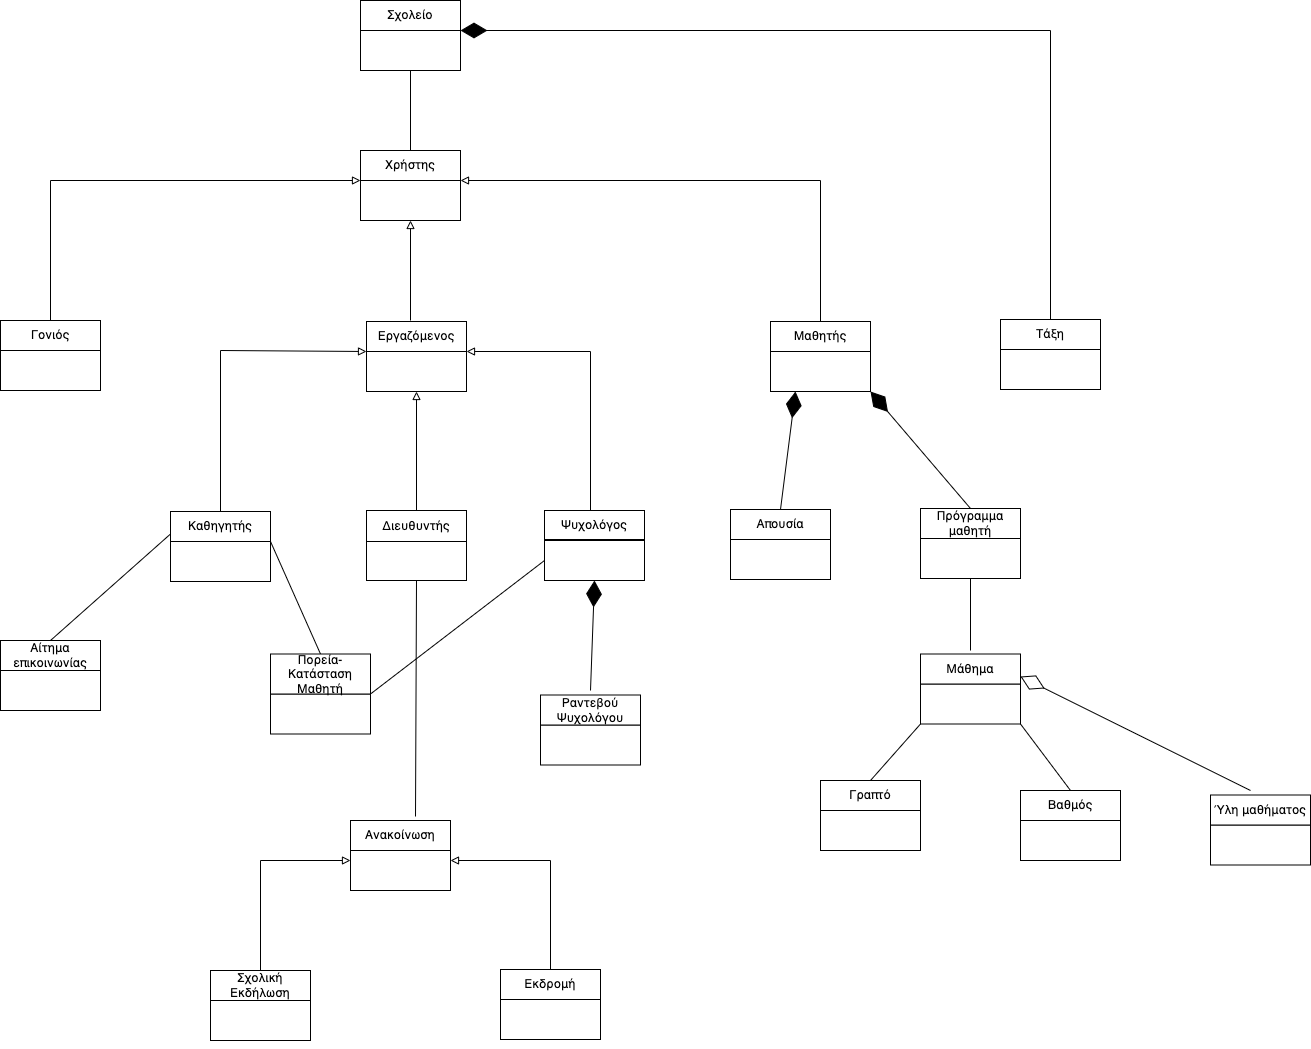 Σχολείο
Χρήστης
Γονιός
Εργαζόμενος
Μαθητής
Τάξη
Καθηγητής
Διευθυντής
Ψυχολόγος
Απουσία
Πρόγραμμα
μαθητή
Αίτημα
επικοινωνίας
Πορεία-
Κατάσταση
Μαθητή
Μάθημα
Ραντεβού
Ψυχολόγου
Γραπτό
Βαθμός
Ύλη μαθήματος
Ανακοίνωση
Σχολική
Εκδήλωση
Εκδρομή